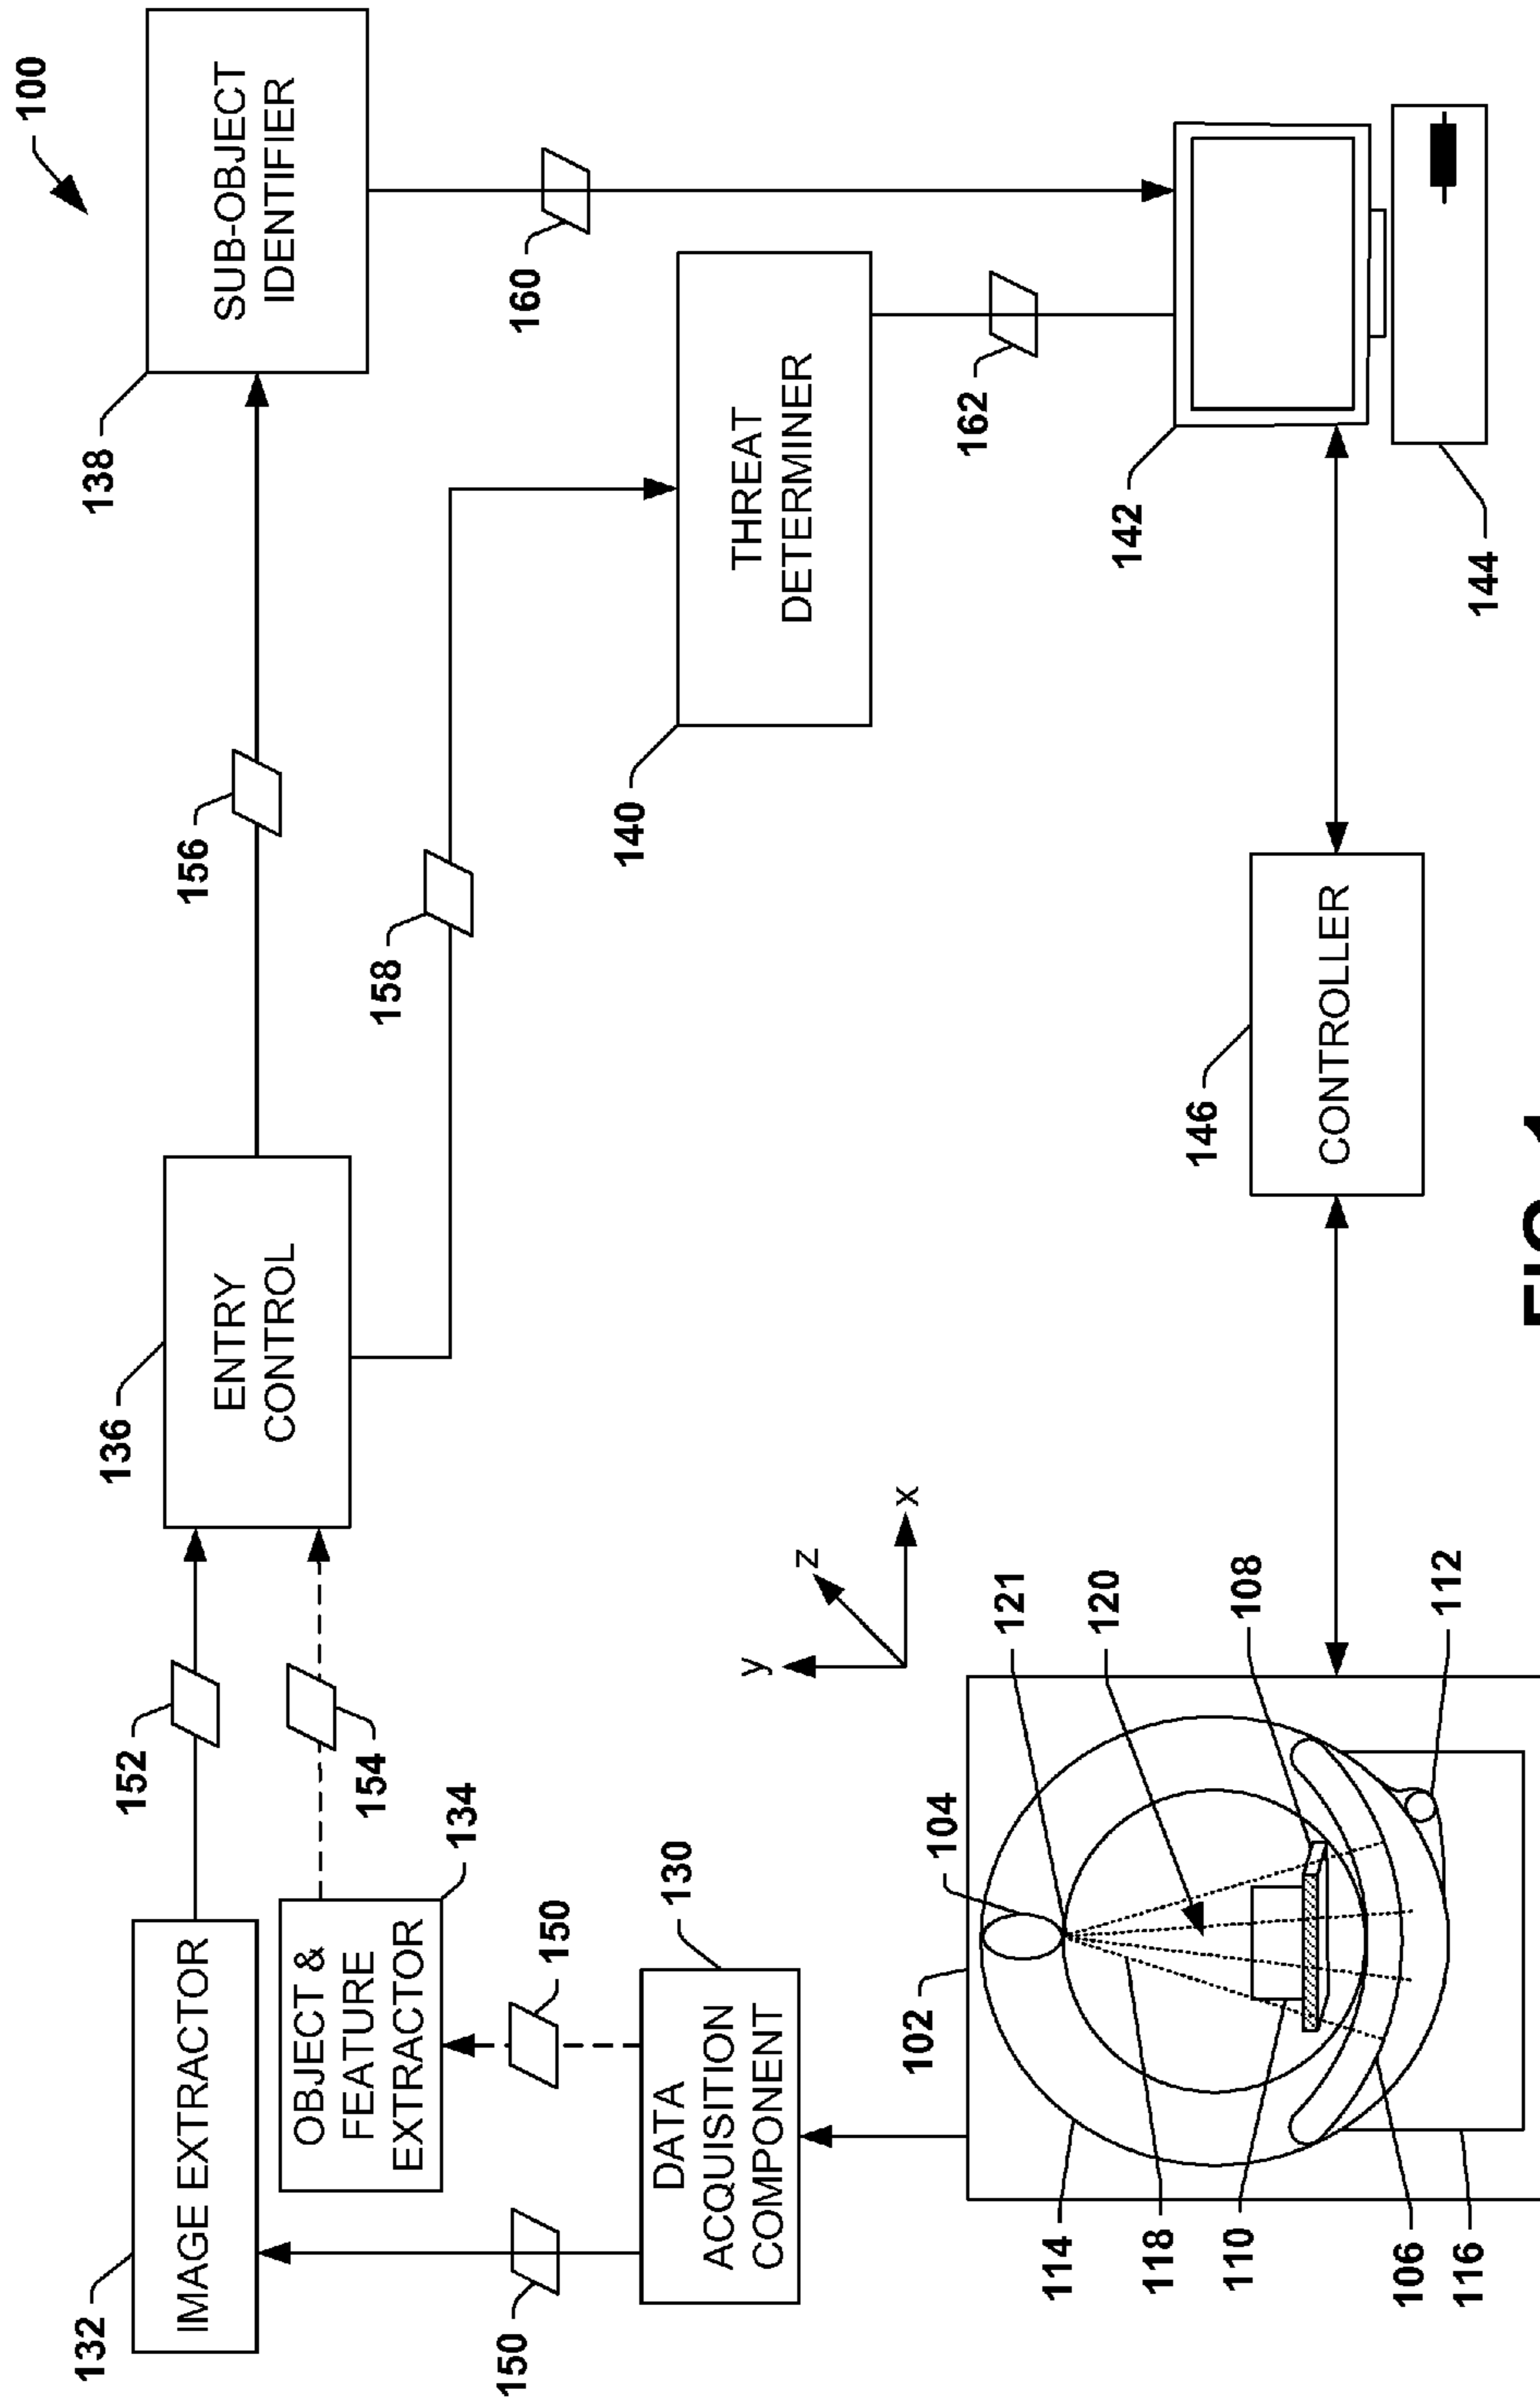 100
SUB-OBJECT
IDENTIFIER
138
160
156
ENTRY
CONTROL
136
158
THREAT
DETERMINER
140
162
142
144
152
154
IMAGE EXTRACTOR
132
OBJECT &
FEATURE
EXTRACTOR
134
150
150
DATA
ACQUISITION
COMPONENT
130
y
z
x
CONTROLLER
146
102
104
121
120
108
112
114
118
110
106
116
FIG. 1